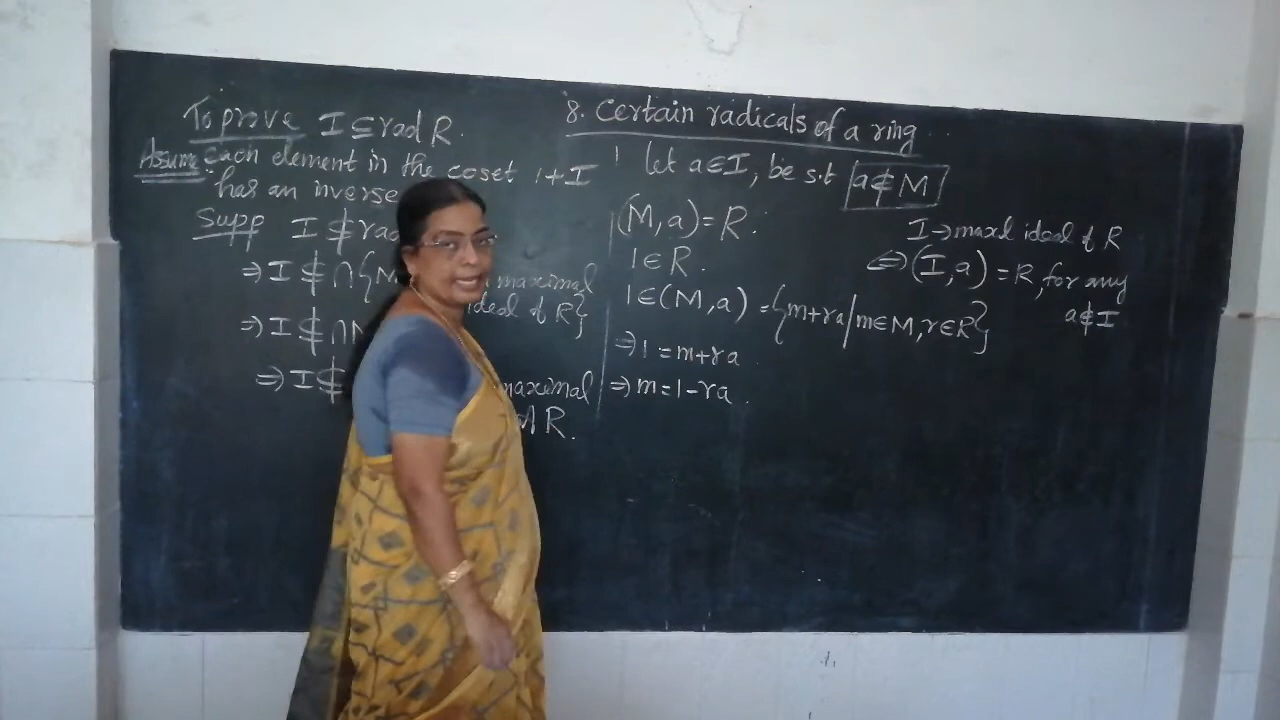 8. Certain radicals of a ring
To prove I ⊆ rad R.
Assume: each element in the coset 1+I
has an inverse
Supp I ⊄ rad
⇒ I ⊄ ∩{M maximal
ideal of R}
⇒ I ⊄ ∩M
⇒ I ⊄ maximal
of R.
let a∈I, be s.t a∉M
(M,a)=R.
1∈R.
1∈(M,a)={m+ra/m∈M,r∈R}
⇒1=m+ra
⇒m=1-ra.
I→maxl ideal of R
⇔(I,a)=R, for any
a∉I